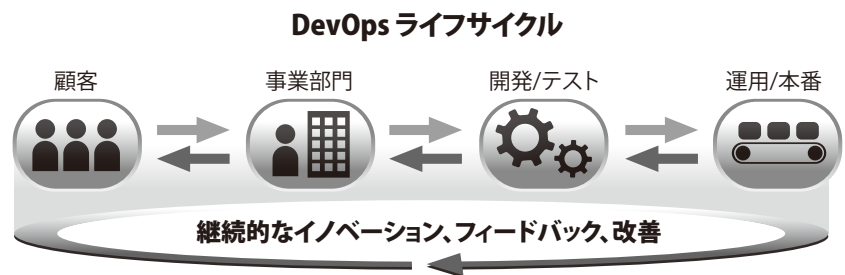 DevOps ライフサイクル
顧客
事業部門
開発/テスト
運用/本番
継続的なイノベーション、フィードバック、改善